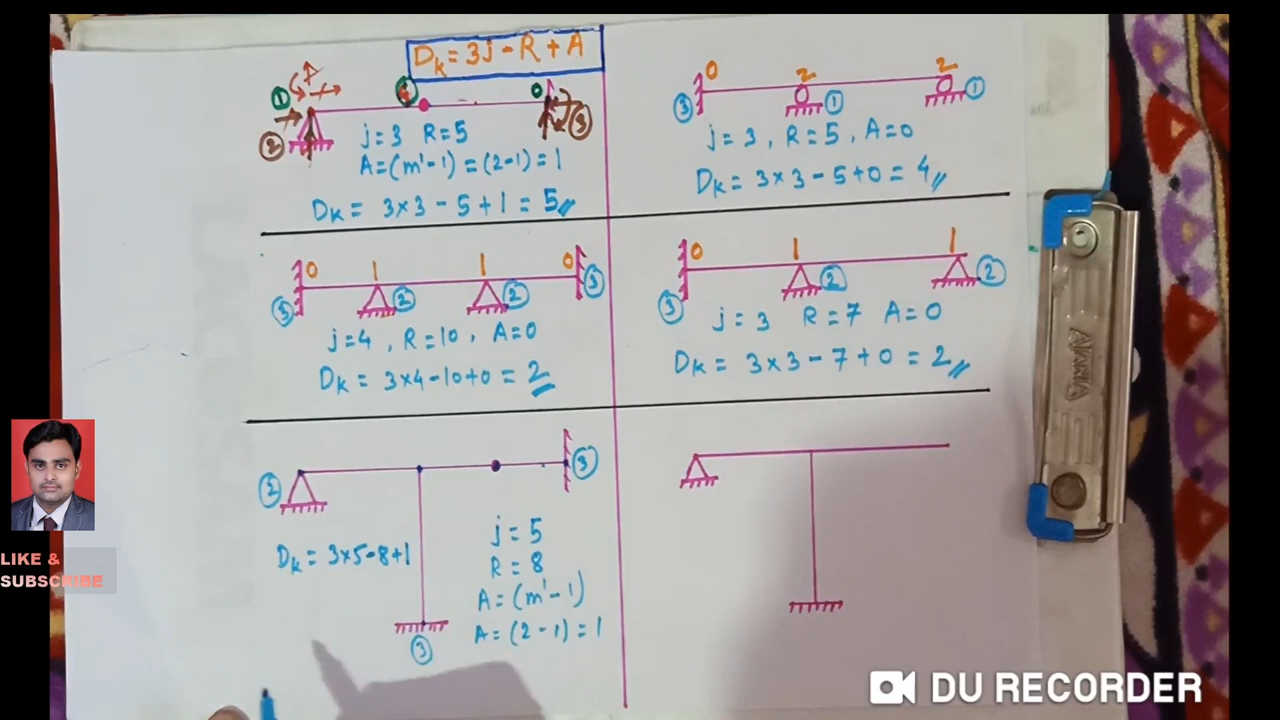 Dk = 3j - R + A
① ② 4 0 ③
j = 3 R = 5
A = (m' - 1) = (2 - 1) = 1
Dk = 3 × 3 - 5 + 1 = 5
0 2 2
③ ① ①
j = 3 , R = 5 , A = 0
Dk = 3 × 3 - 5 + 0 = 4
0 1 1 0
③ ② ② ③
j = 4 , R = 10 , A = 0
Dk = 3 × 4 - 10 + 0 = 2
0 1 1
③ ② ②
j = 3 R = 7 A = 0
Dk = 3 × 3 - 7 + 0 = 2
② ③
Dk = 3 × 5 - 8 + 1
j = 5
R = 8
A = (m' - 1)
A = (2 - 1) = 1
③
LIKE &
SUBSCRIBE
DU RECORDER